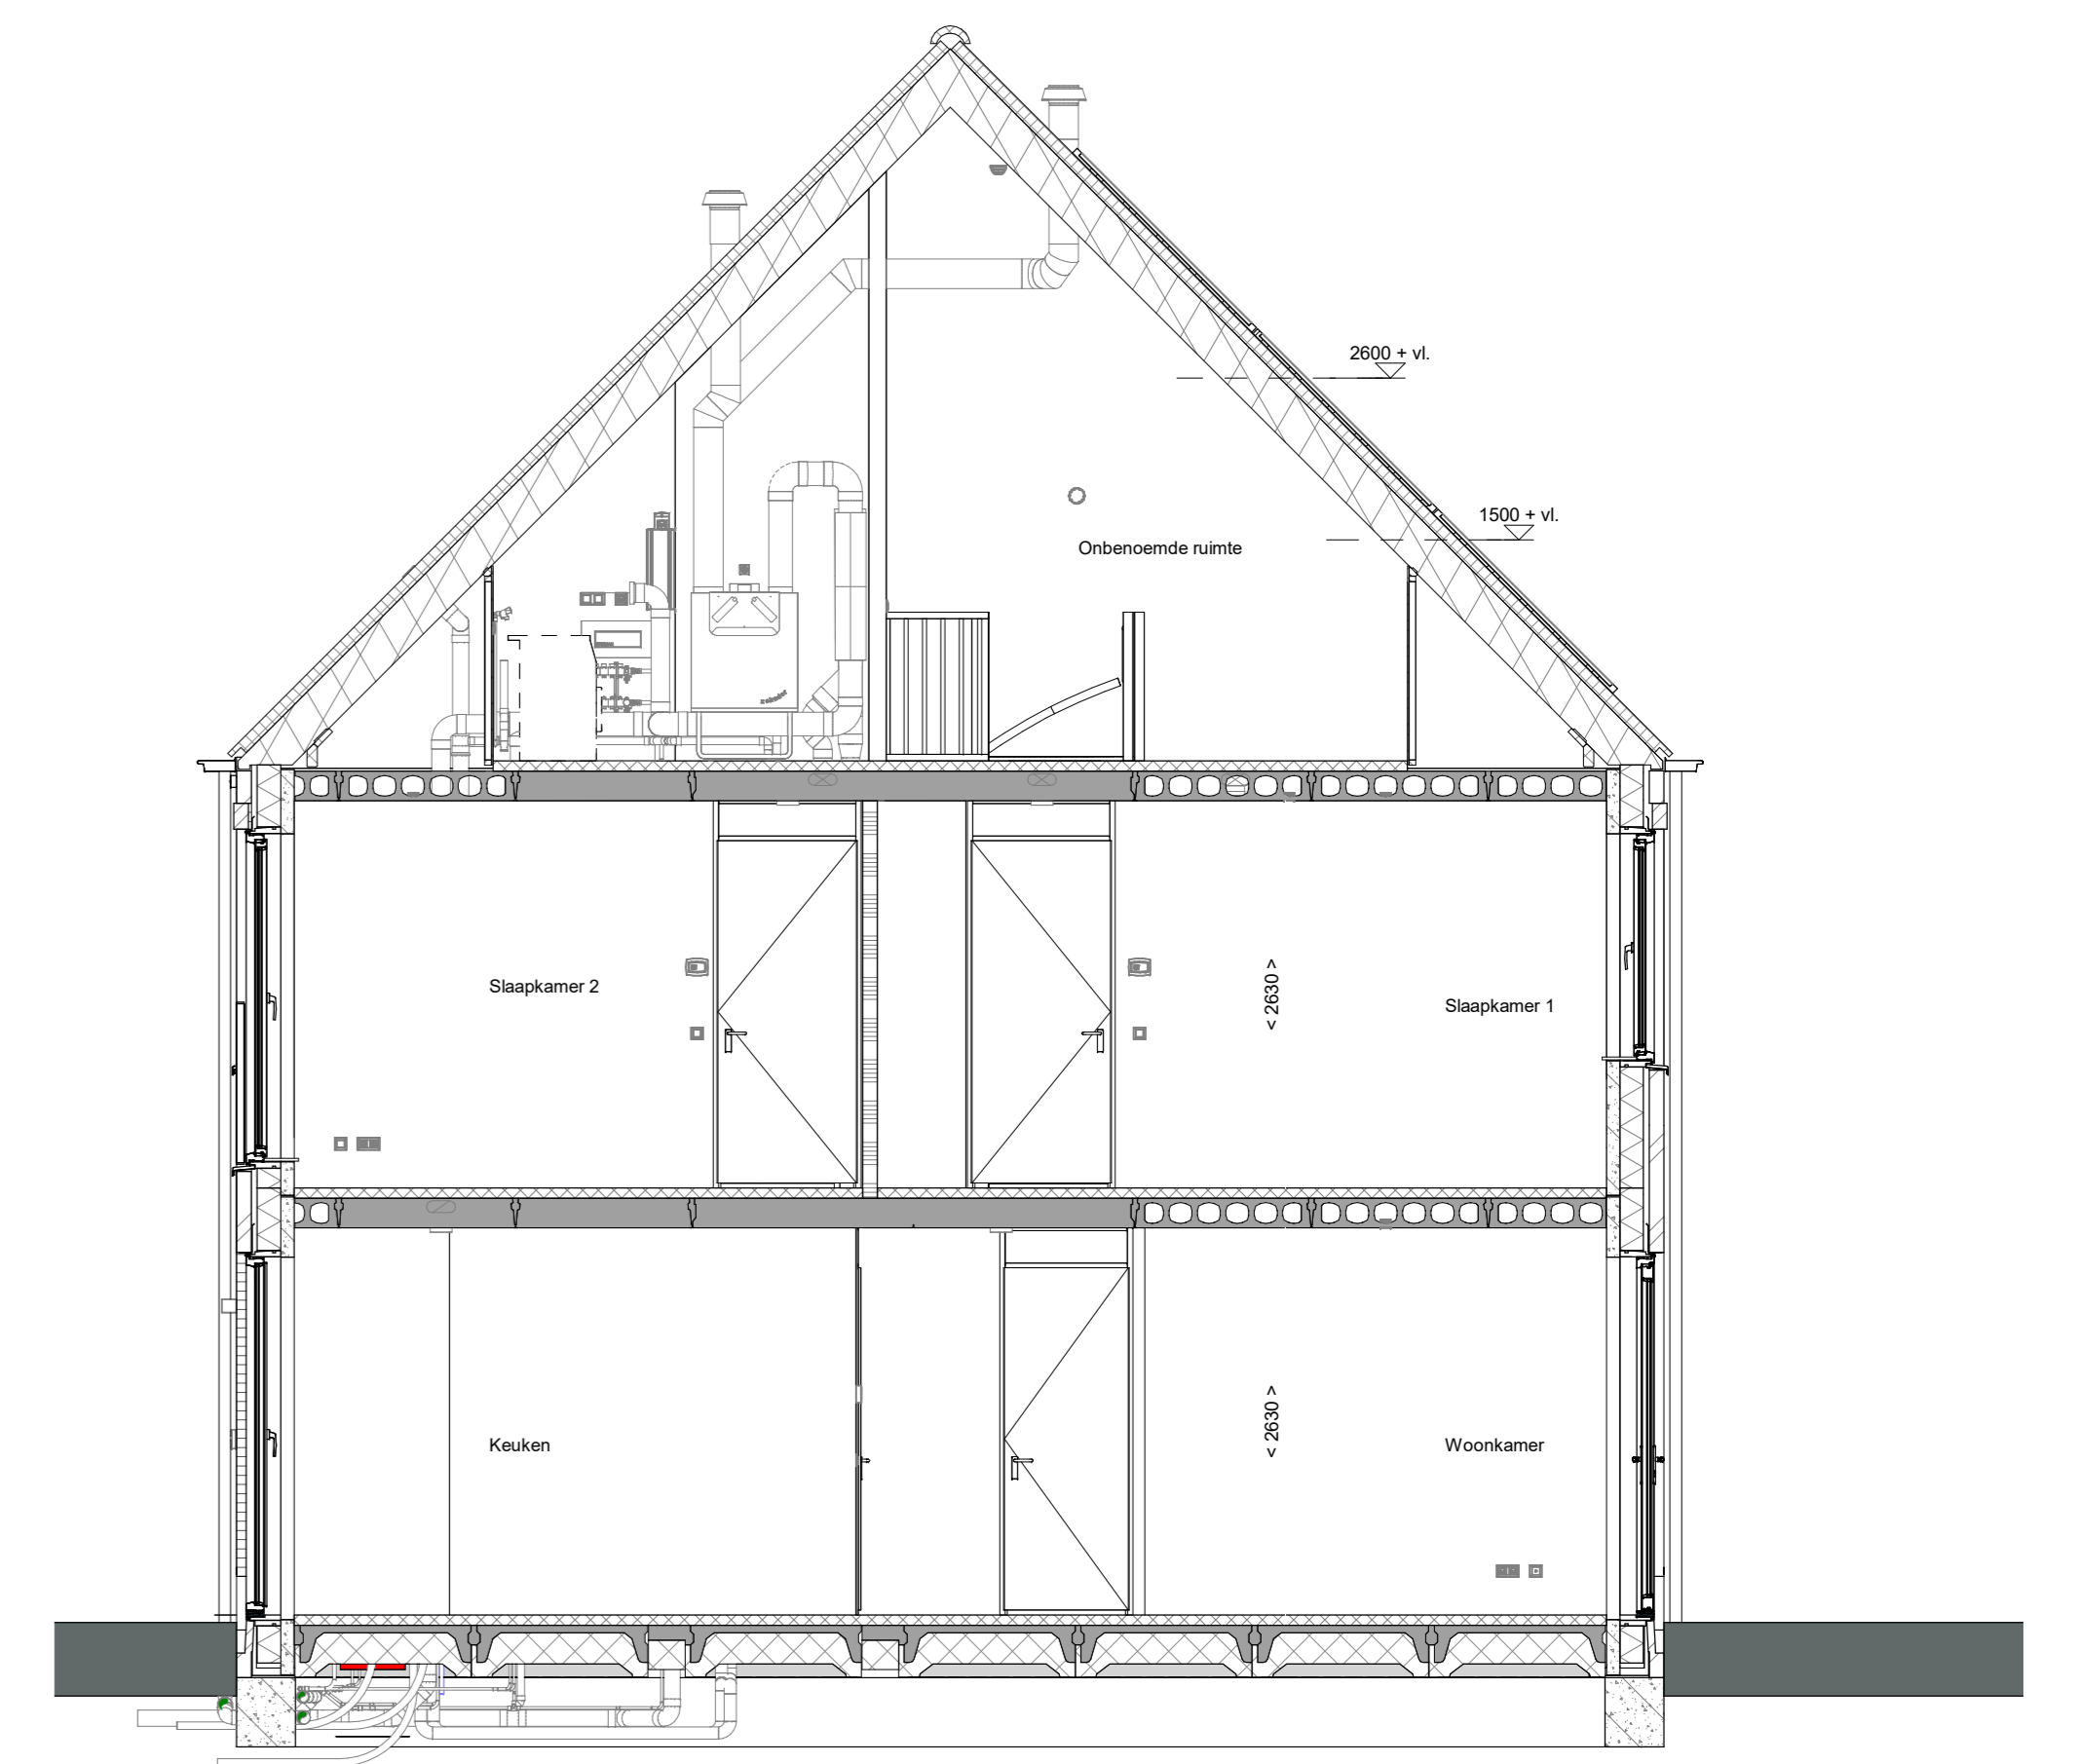 2600 + vl.
1500 + vl.
Onbenoemde ruimte
Slaapkamer 2
< 2630 >
Slaapkamer 1
Keuken
< 2630 >
Woonkamer